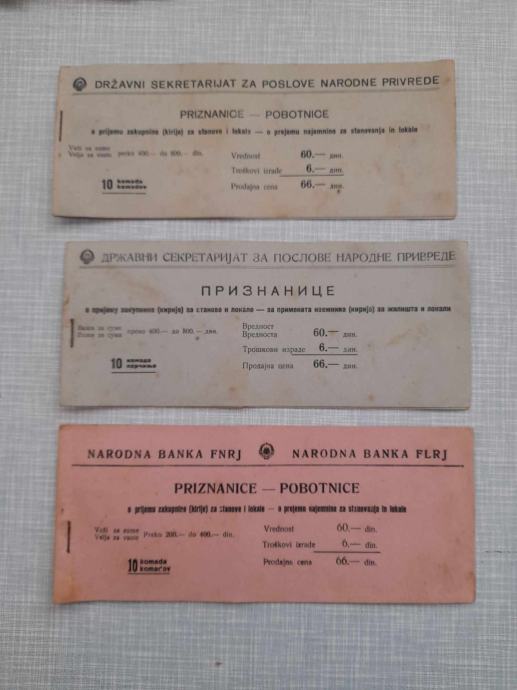 DRŽAVNI SEKRETARIJAT ZA POSLOVE NARODNE PRIVREDE
PRIZNANICE — POBOTNICE
o prijemu zakupnine (kirije) za stanove i lokale — o prejemu najemnine za stanovanja in lokale
Važi za sume
Velja za vsote
preko 400.— do 800.— din.
Vrednost 60.— дин.
Troškovi izrade 6.— дин.
Prodajna cena 66.— дин.
10 komada
komadov
ДРЖАВНИ СЕКРЕТАРИЈАТ ЗА ПОСЛОВЕ НАРОДНЕ ПРИВРЕДЕ
ПРИЗНАНИЦЕ
о пријему закупнине (кирије) за станове и локале — за примената кирија за жилишта и локали
Важи за суме
преко 400.— до 800.— дин.
Вредност
Вредноста
60.— дин.
Трошкови израде 6.— дин.
Продајна цена 66.— дин.
10 комада
парчиња
NARODNA BANKA FNRJ NARODNA BANKA FLRJ
PRIZNANICE — POBOTNICE
o prijemu zakupnine (kirije) za stanove i lokale — o prejemu najemnine za stanovanja in lokale
Važi za sume
Velja za vsote
Preko 200.— do 400.— din.
Vrednost 60.— din.
Troškovi izrade 6.— din.
Prodajna cena 66.— din.
10 komada
komadov